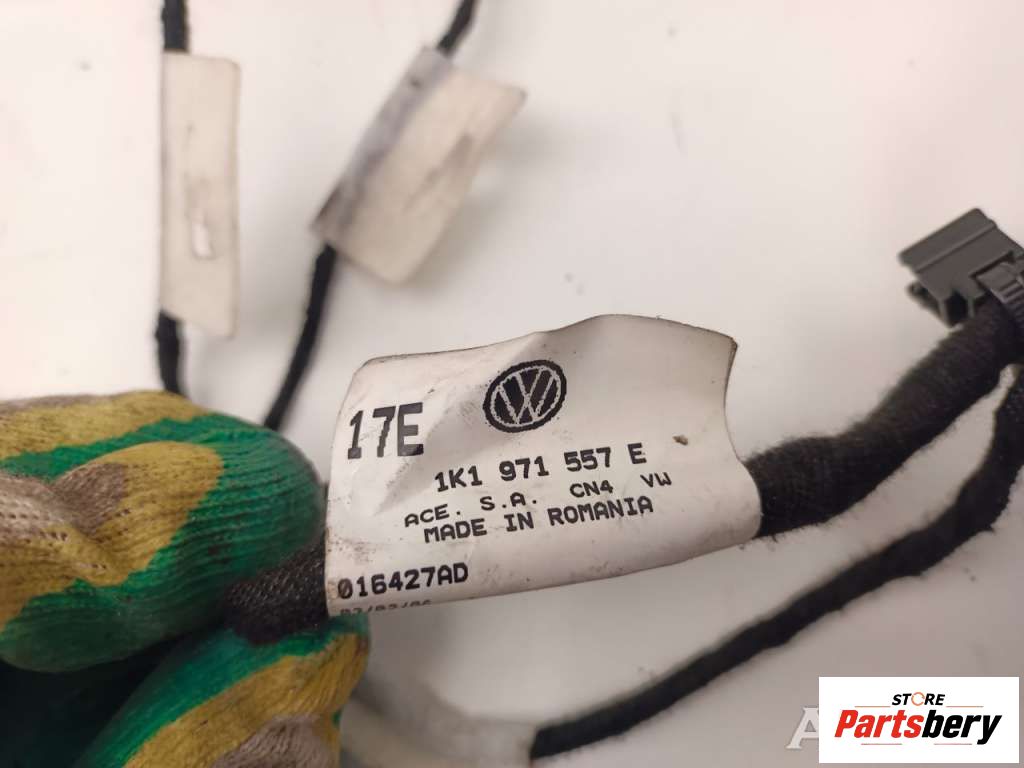 17E
1K1 971 557 E
ACE. S.A. CN4 VW
MADE IN ROMANIA
016427AD
STORE
Partsbery